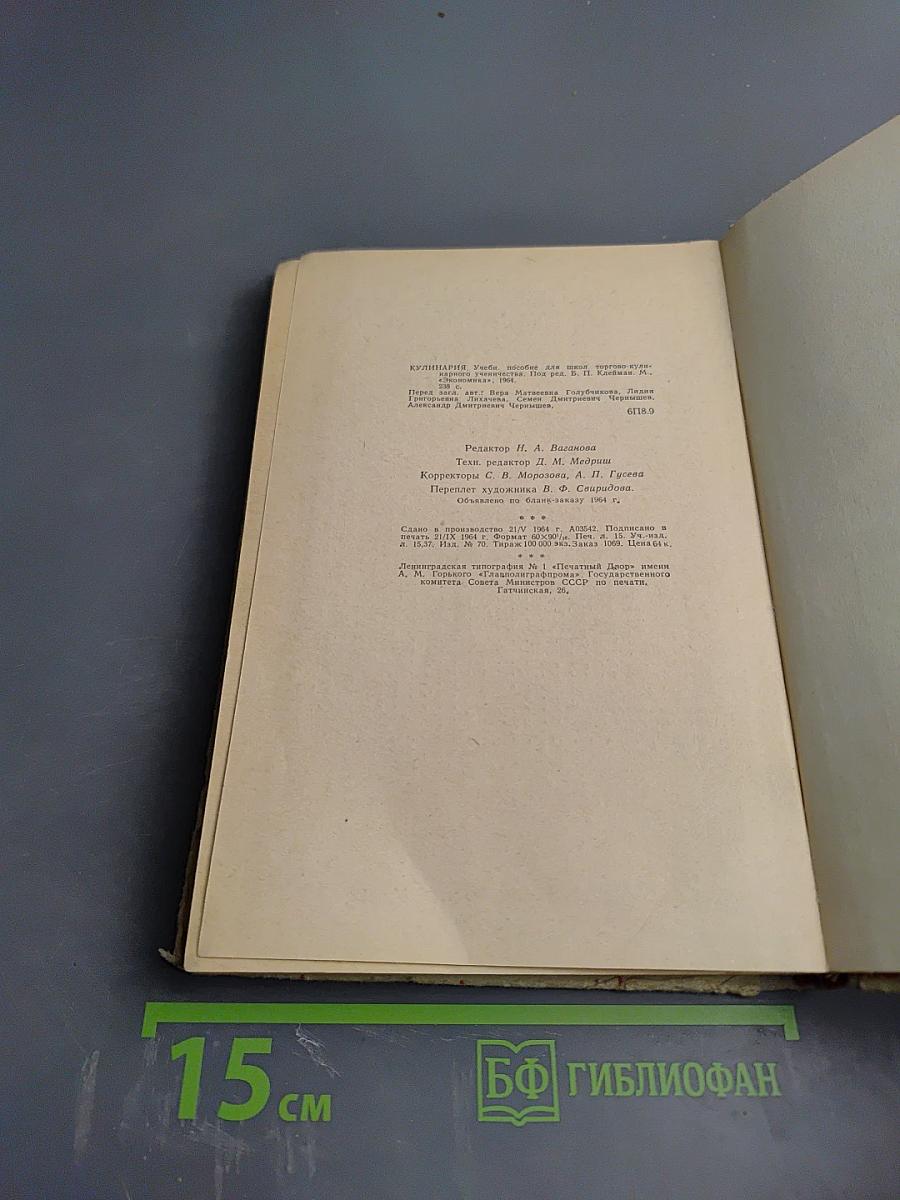 КУЛИНАРИЯ Учебн. пособие для школ торгово-кули-
нарного ученичества. Под ред. Б. П. Клейман. М.,
«Экономика», 1964.
238 с.
Перед загл. авт.: Вера Матвеевна Голубчикова, Лидия
Григорьевна Лихачева, Семен Дмитриевич Чернышев,
Александр Дмитриевич Чернышев.
6П8.9
Редактор Н. А. Ваганова
Техн. редактор Д. М. Медриш
Корректоры С. В. Морозова, А. П. Гусева
Переплет художника В. Ф. Свиридова.
Объявлено по бланк-заказу 1964 г.
* * *
Сдано в производство 21/V 1964 г. А03542. Подписано в
печать 21/IX 1964 г. Формат 60×90¹/₁₆. Печ. л. 15. Уч.-изд.
л. 15,37. Изд. № 70. Тираж 100 000 экз. Заказ 1069. Цена 64 к.
* * *
Ленинградская типография № 1 «Печатный Двор» имени
А. М. Горького «Главполиграфпрома» Государственного
комитета Совета Министров СССР по печати,
Гатчинская, 26.
15 см
БФ ГИБЛИОФАН